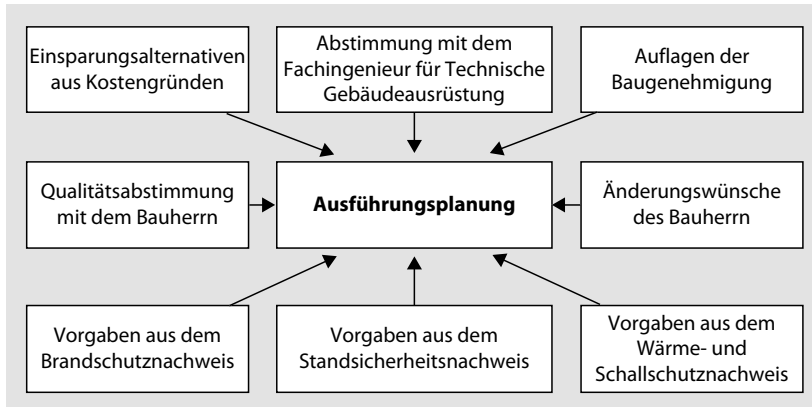 Einsparungsalternativen
aus Kostengründen
Abstimmung mit dem
Fachingenieur für Technische
Gebäudeausrüstung
Auflagen der
Baugenehmigung
Qualitätsabstimmung
mit dem Bauherrn
Ausführungsplanung
Änderungswünsche
des Bauherrn
Vorgaben aus dem
Brandschutznachweis
Vorgaben aus dem
Standsicherheitsnachweis
Vorgaben aus dem
Wärme- und
Schallschutznachweis